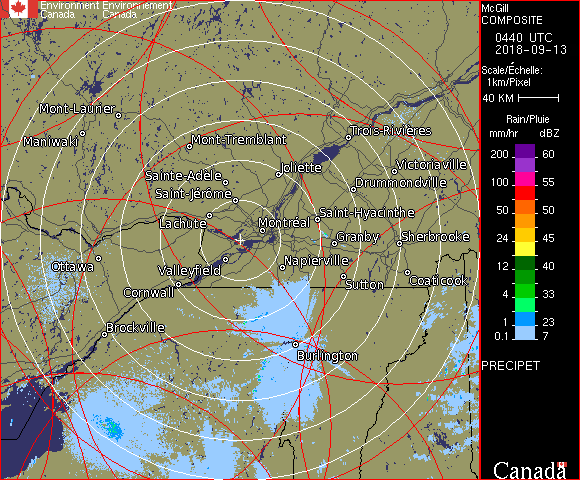 Environment Environnement
Canada Canada
McGill
COMPOSITE
0440 UTC
2018-09-13
Scale/Échelle:
1km/Pixel
40 KM
Rain/Pluie
mm/hr dBZ
200 60
155
100 55
50 50
24 45
12 40
4 33
1 23
0.1 7
PRECIPET
Canada
Mont-Laurier
Maniwaki
Mont-Tremblant
Trois-Rivières
Joliette
Victoriaville
Sainte-Adèle
Drummondville
Saint-Jérôme
Saint-Hyacinthe
Lachute
Montréal
Granby
Sherbrooke
Ottawa
Valleyfield
Napierville
Cornwall
Sutton
Coaticook
Brockville
Burlington